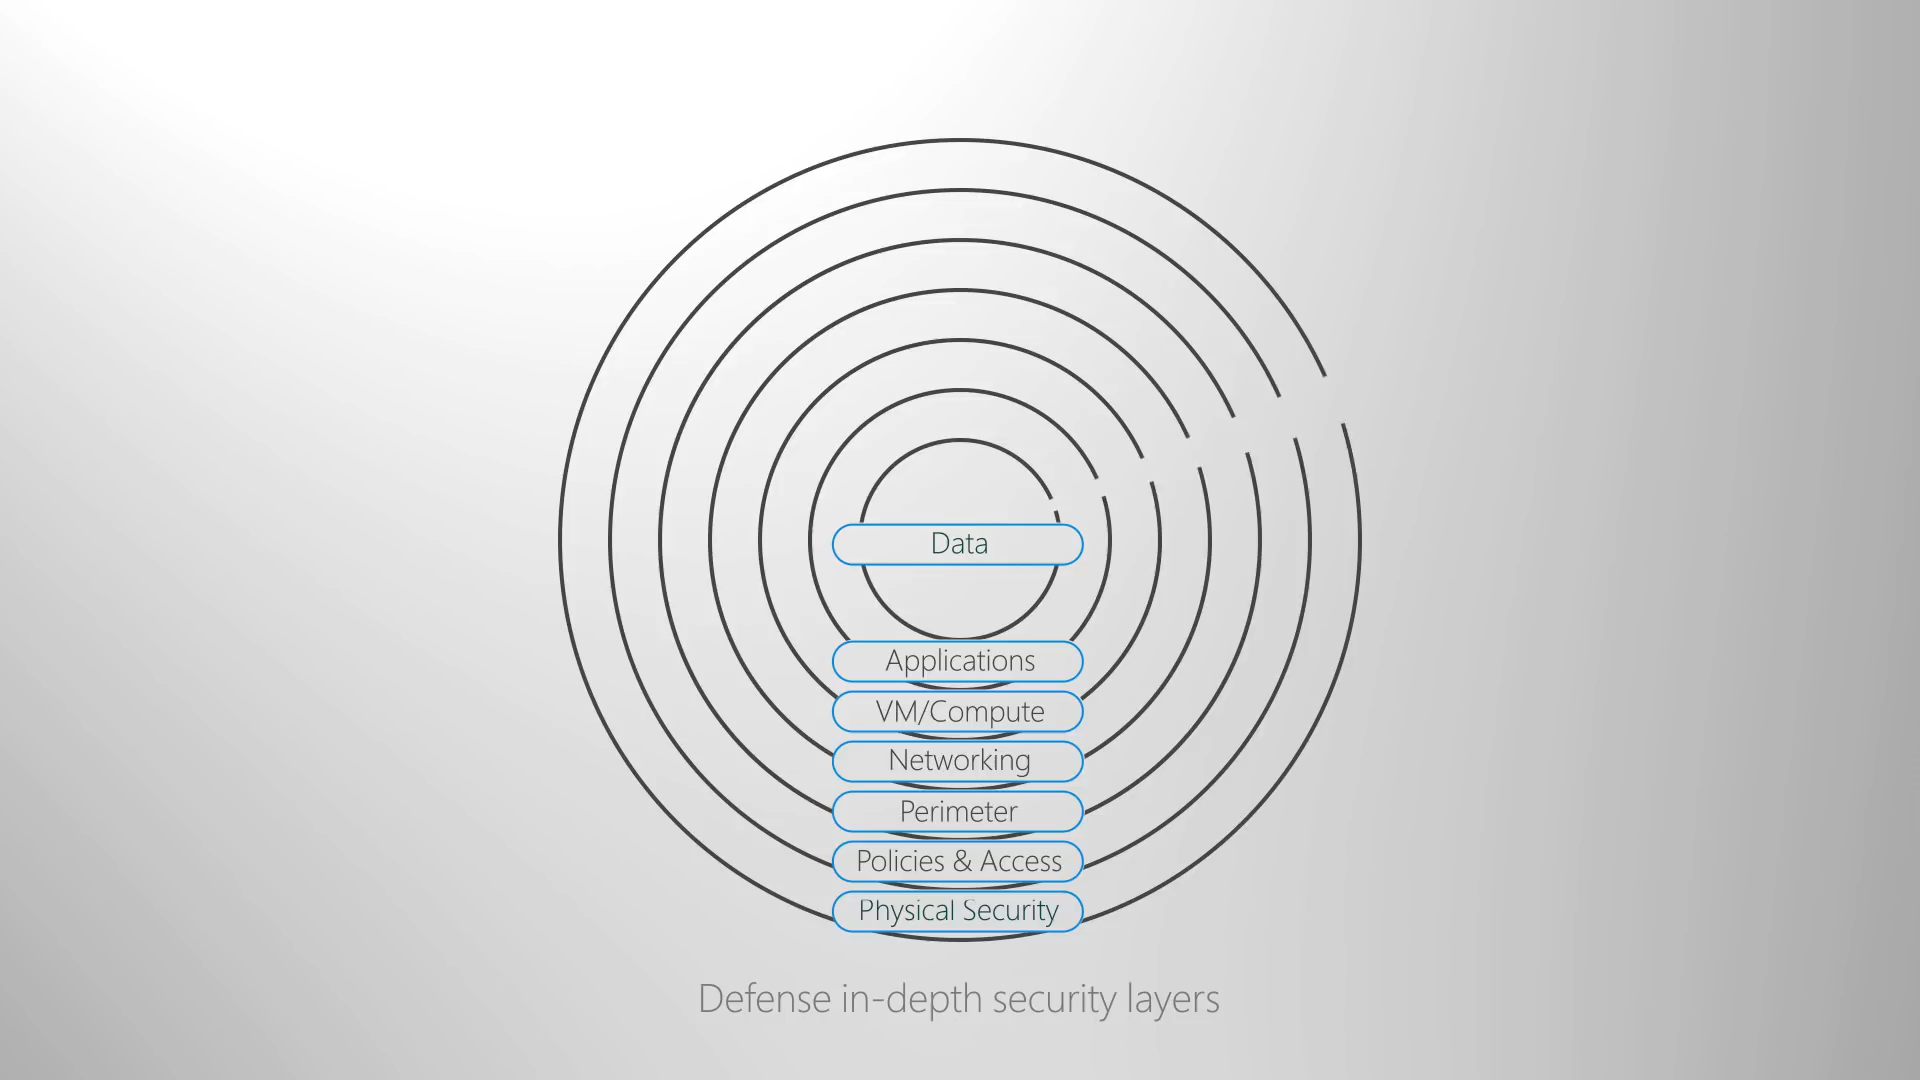 Data
Applications
VM/Compute
Networking
Perimeter
Policies & Access
Physical Security
Defense in-depth security layers